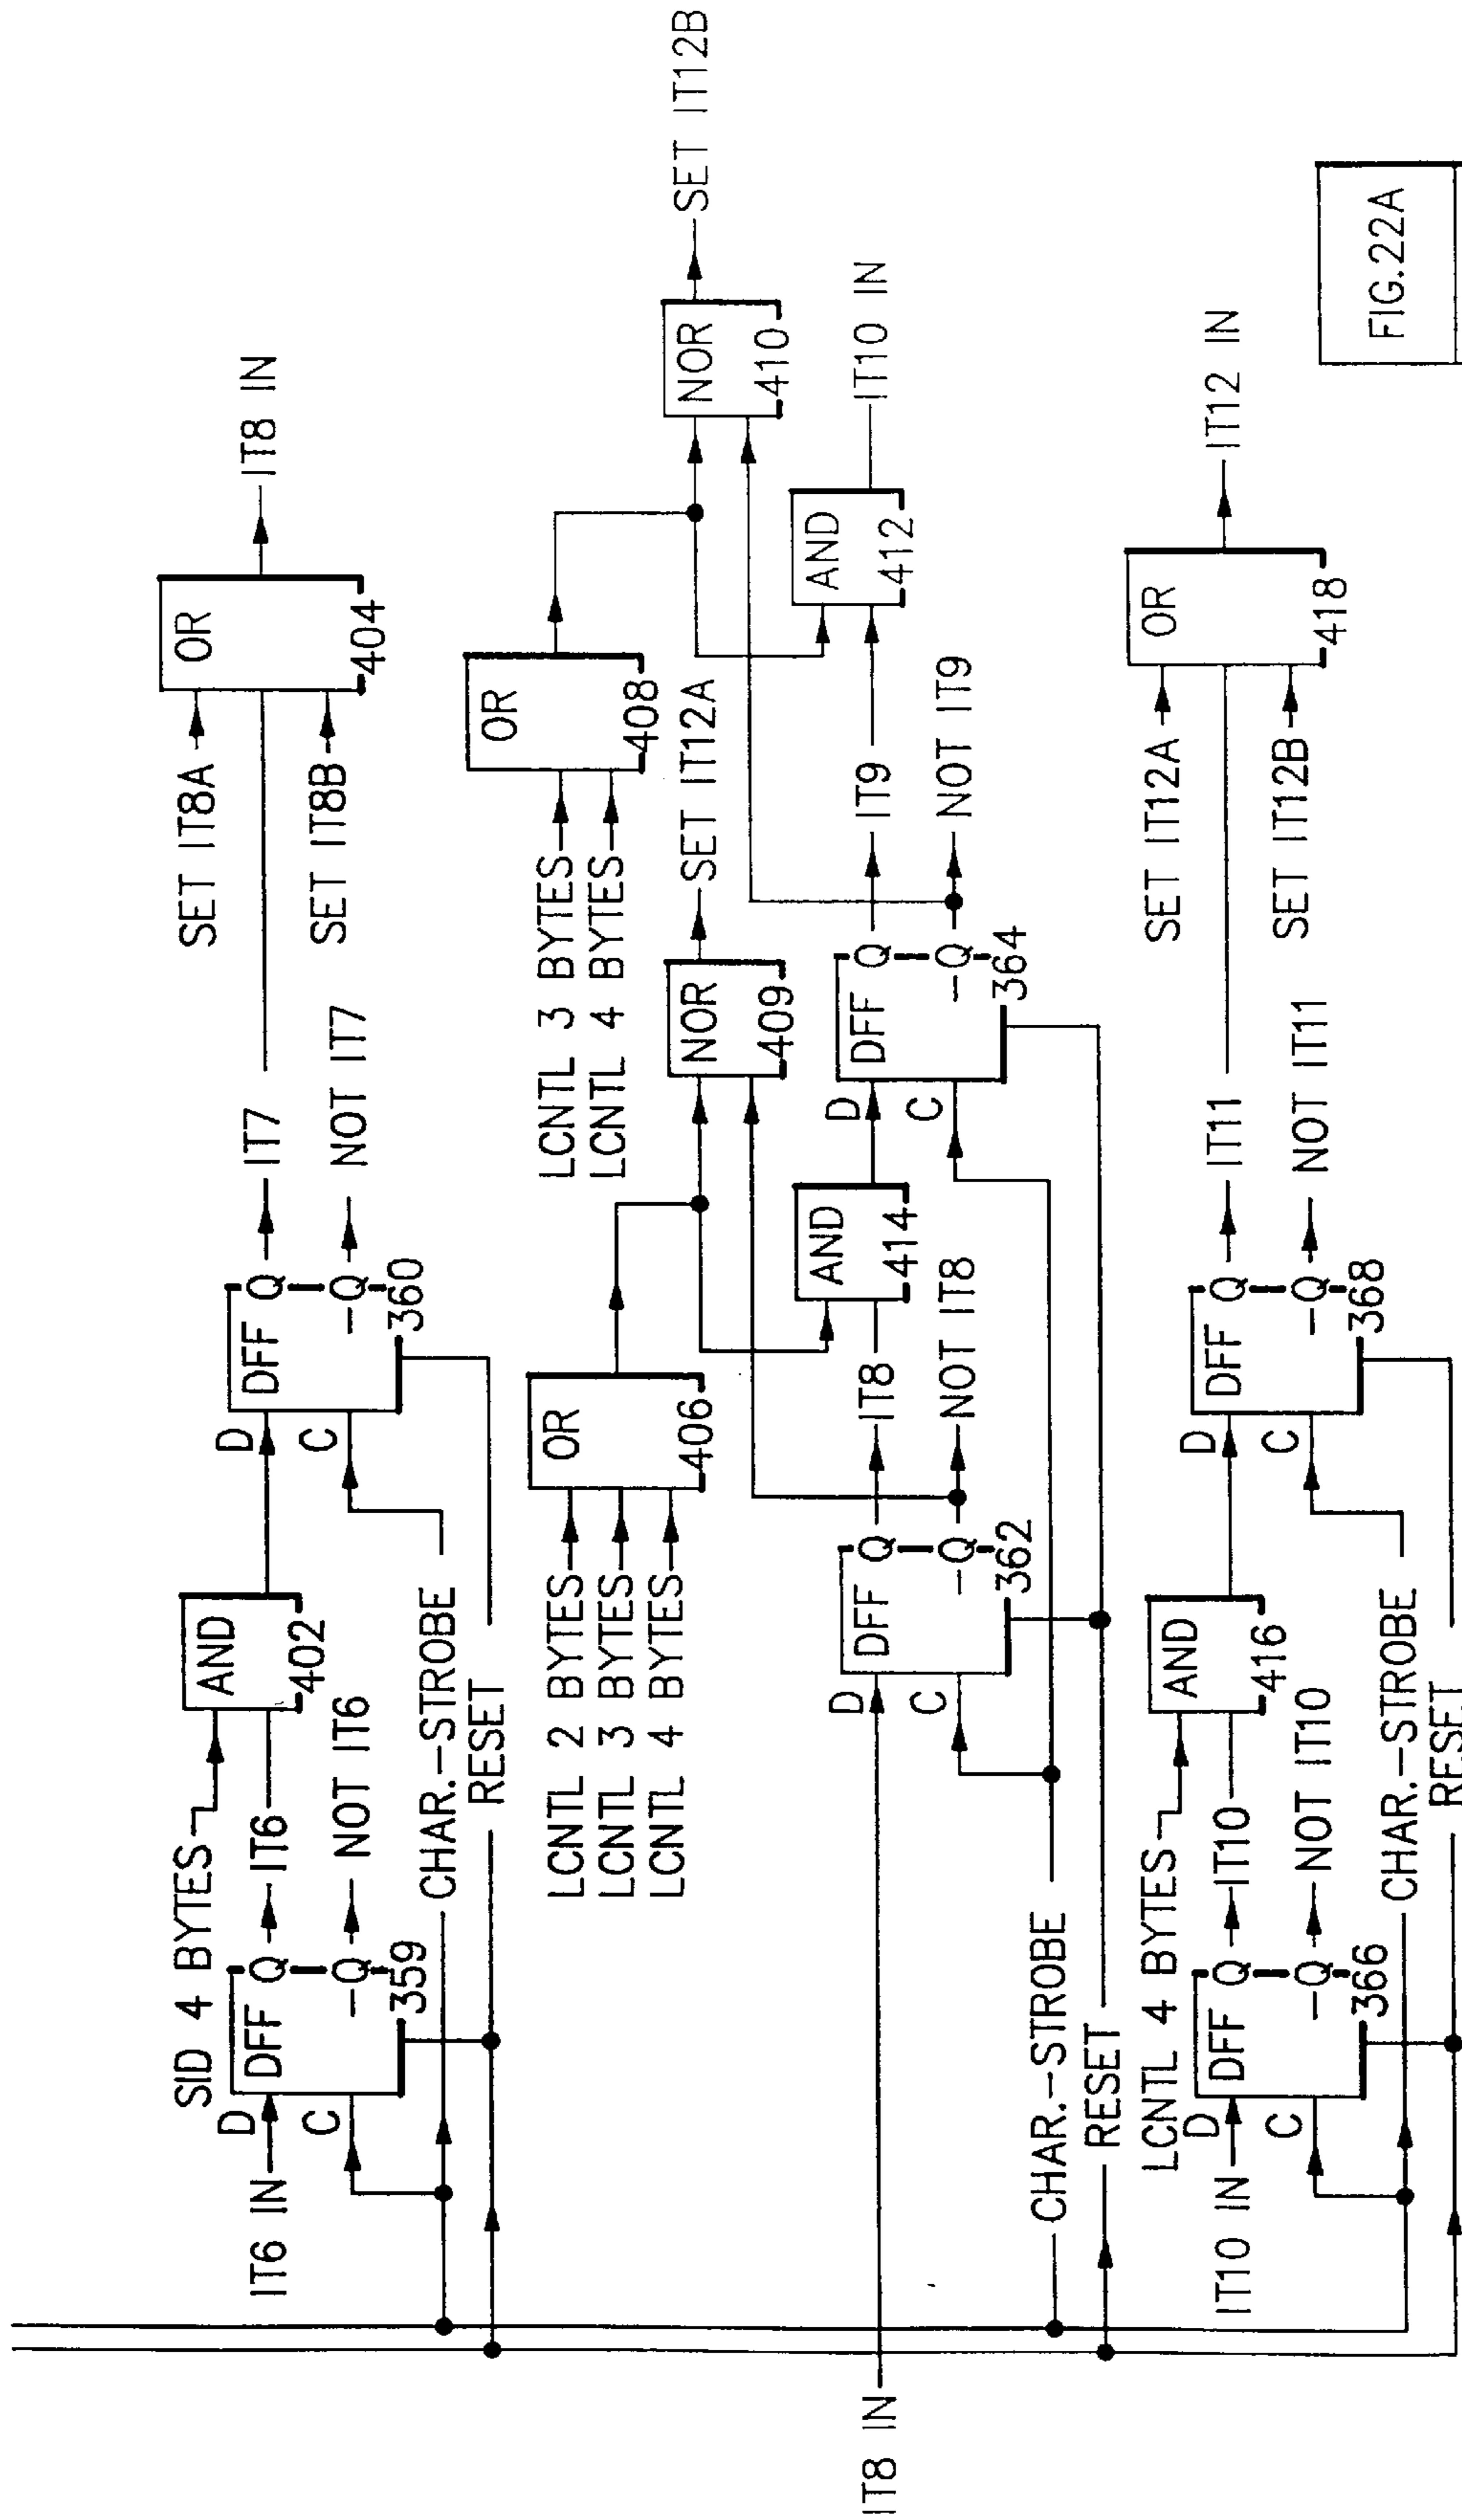 IT6 IN
D
C
DFF
Q
-Q
359
SID 4 BYTES
IT6
NOT IT6
AND
402
CHAR.-STROBE
RESET
D
C
DFF
Q
-Q
360
IT7
NOT IT7
SET IT8A
SET IT8B
OR
404
IT8 IN
LCNTL 2 BYTES
LCNTL 3 BYTES
LCNTL 4 BYTES
OR
406
LCNTL 3 BYTES
LCNTL 4 BYTES
OR
408
NOR
409
SET IT12A
NOR
410
SET IT12B
IT8 IN
D
C
DFF
Q
-Q
362
IT8
NOT IT8
AND
414
D
C
DFF
Q
-Q
364
IT9
NOT IT9
AND
412
IT10 IN
CHAR.-STROBE
RESET
IT10 IN
D
C
DFF
Q
-Q
366
LCNTL 4 BYTES
IT10
NOT IT10
AND
416
CHAR.-STROBE
RESET
D
C
DFF
Q
-Q
368
IT11
NOT IT11
SET IT12A
SET IT12B
OR
418
IT12 IN
FIG.22A